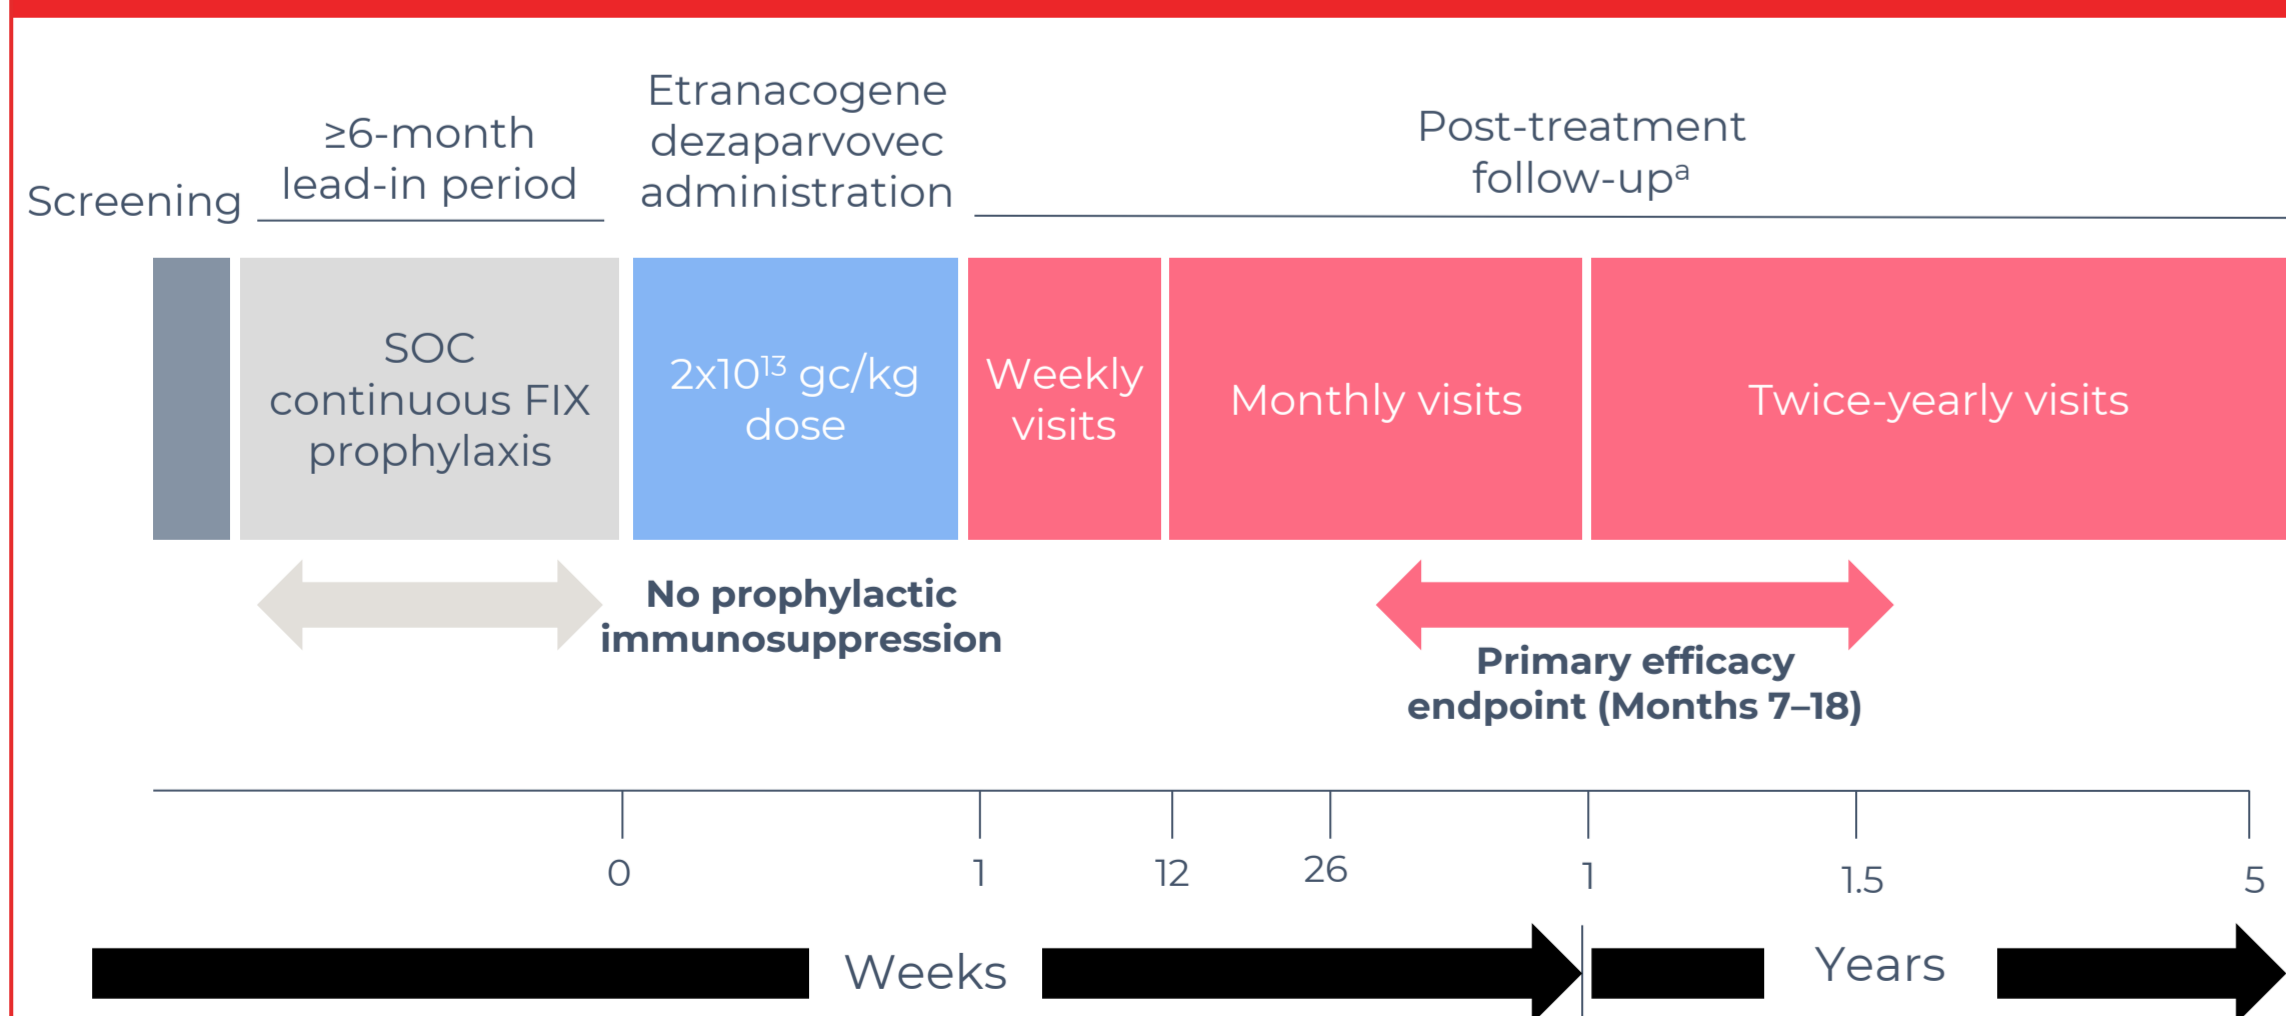 Screening
≥6-month
lead-in period
Etranacogene
dezaparvovec
administration
Post-treatment
follow-upᵃ
SOC
continuous FIX
prophylaxis
2x10¹³ gc/kg
dose
Weekly
visits
Monthly visits
Twice-yearly visits
No prophylactic
immunosuppression
Primary efficacy
endpoint (Months 7–18)
0 1 12 26 1 1.5 5
Weeks Years